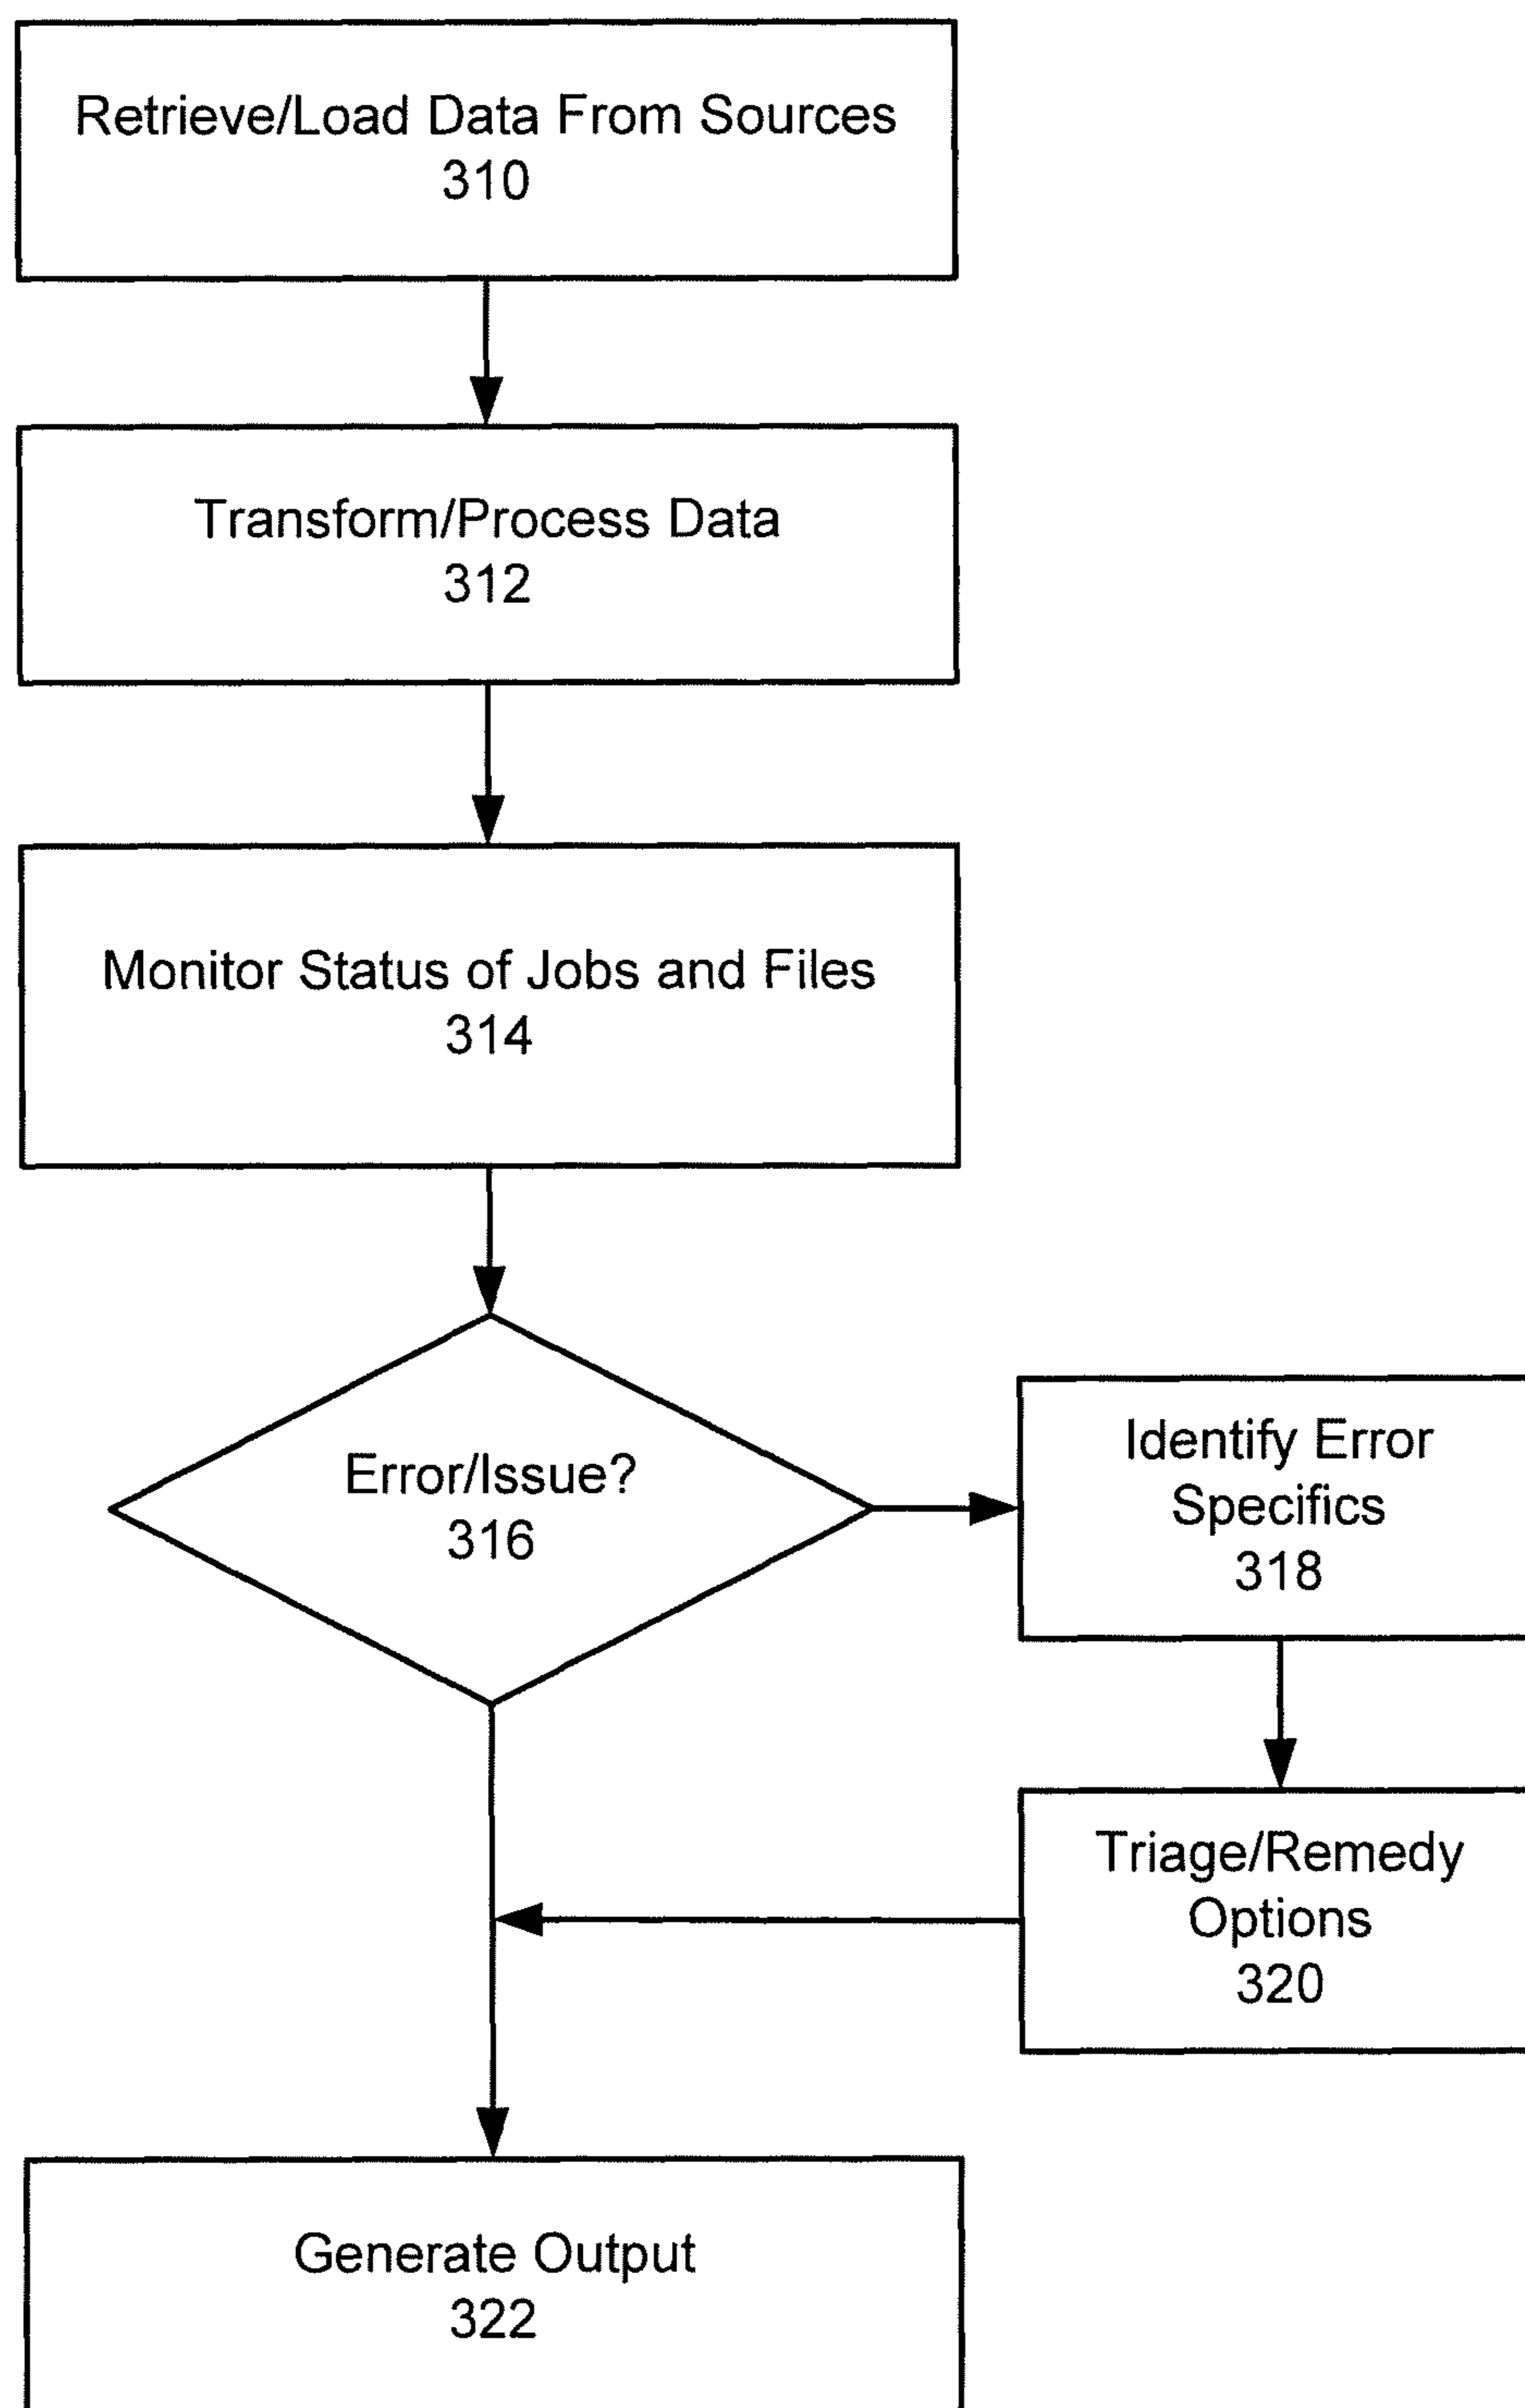 Retrieve/Load Data From Sources
310
Transform/Process Data
312
Monitor Status of Jobs and Files
314
Error/Issue?
316
Identify Error
Specifics
318
Triage/Remedy
Options
320
Generate Output
322